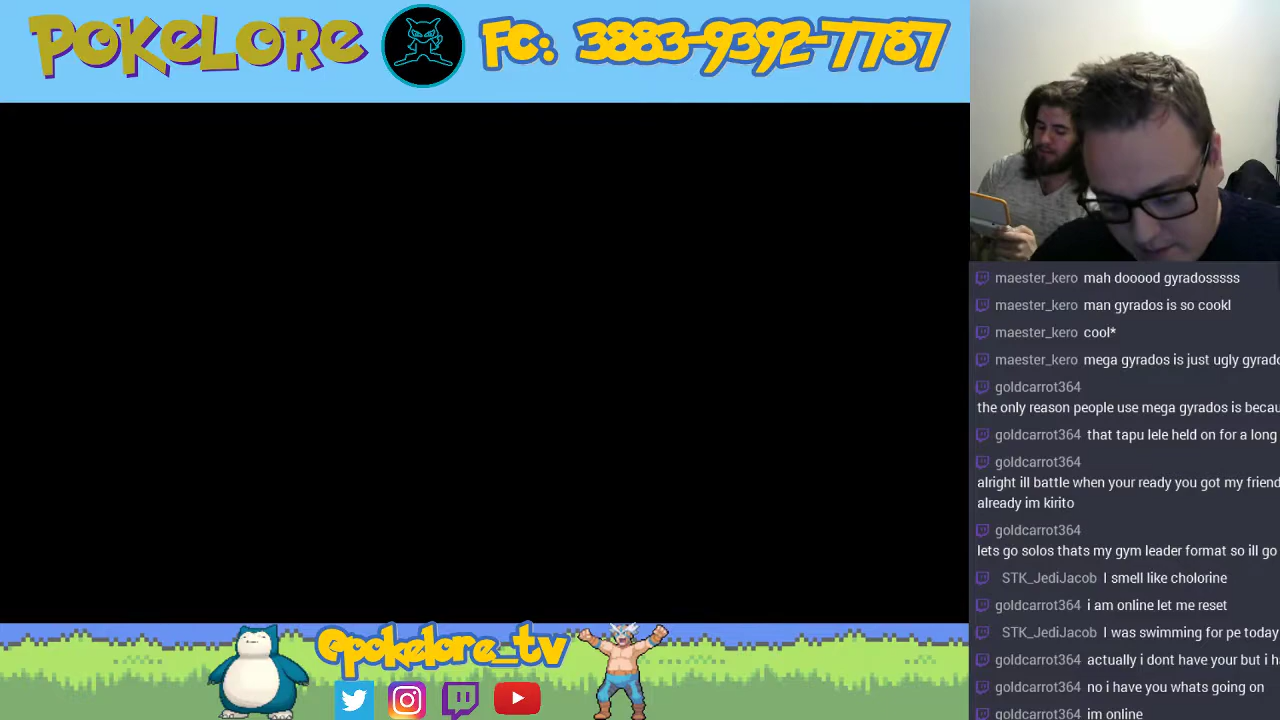 POKELORE FC: 3883-9392-7787
maester_kero mah dooood gyradosssss
maester_kero man gyrados is so cookl
maester_kero cool*
maester_kero mega gyrados is just ugly gyrado
goldcarrot364
the only reason people use mega gyrados is becau
goldcarrot364 that tapu lele held on for a long
goldcarrot364
alright ill battle when your ready you got my friend
already im kirito
goldcarrot364
lets go solos thats my gym leader format so ill go
STK_JediJacob I smell like cholorine
goldcarrot364 i am online let me reset
STK_JediJacob I was swimming for pe today
goldcarrot364 actually i dont have your but i ha
goldcarrot364 no i have you whats going on
goldcarrot364 im online
@pokelore_tv